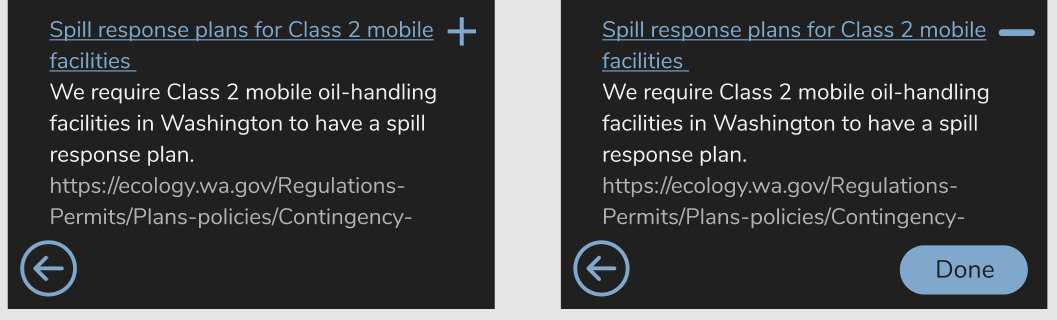 Spill response plans for Class 2 mobile
facilities
We require Class 2 mobile oil-handling
facilities in Washington to have a spill
response plan.
https://ecology.wa.gov/Regulations-
Permits/Plans-policies/Contingency-
Spill response plans for Class 2 mobile
facilities
We require Class 2 mobile oil-handling
facilities in Washington to have a spill
response plan.
https://ecology.wa.gov/Regulations-
Permits/Plans-policies/Contingency-
Done